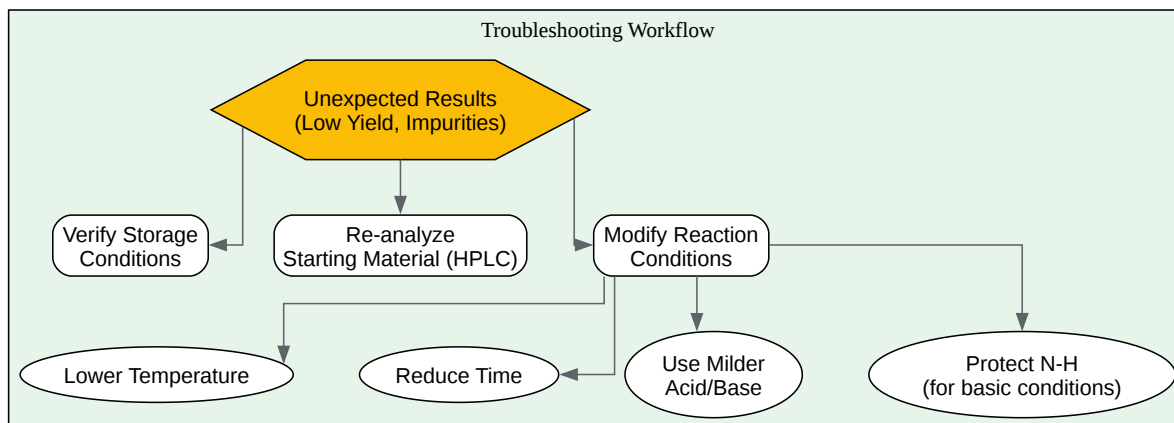 Troubleshooting Workflow
Unexpected Results
(Low Yield, Impurities)
Verify Storage
Conditions
Re-analyze
Starting Material (HPLC)
Modify Reaction
Conditions
Lower Temperature
Reduce Time
Use Milder
Acid/Base
Protect N-H
(for basic conditions)